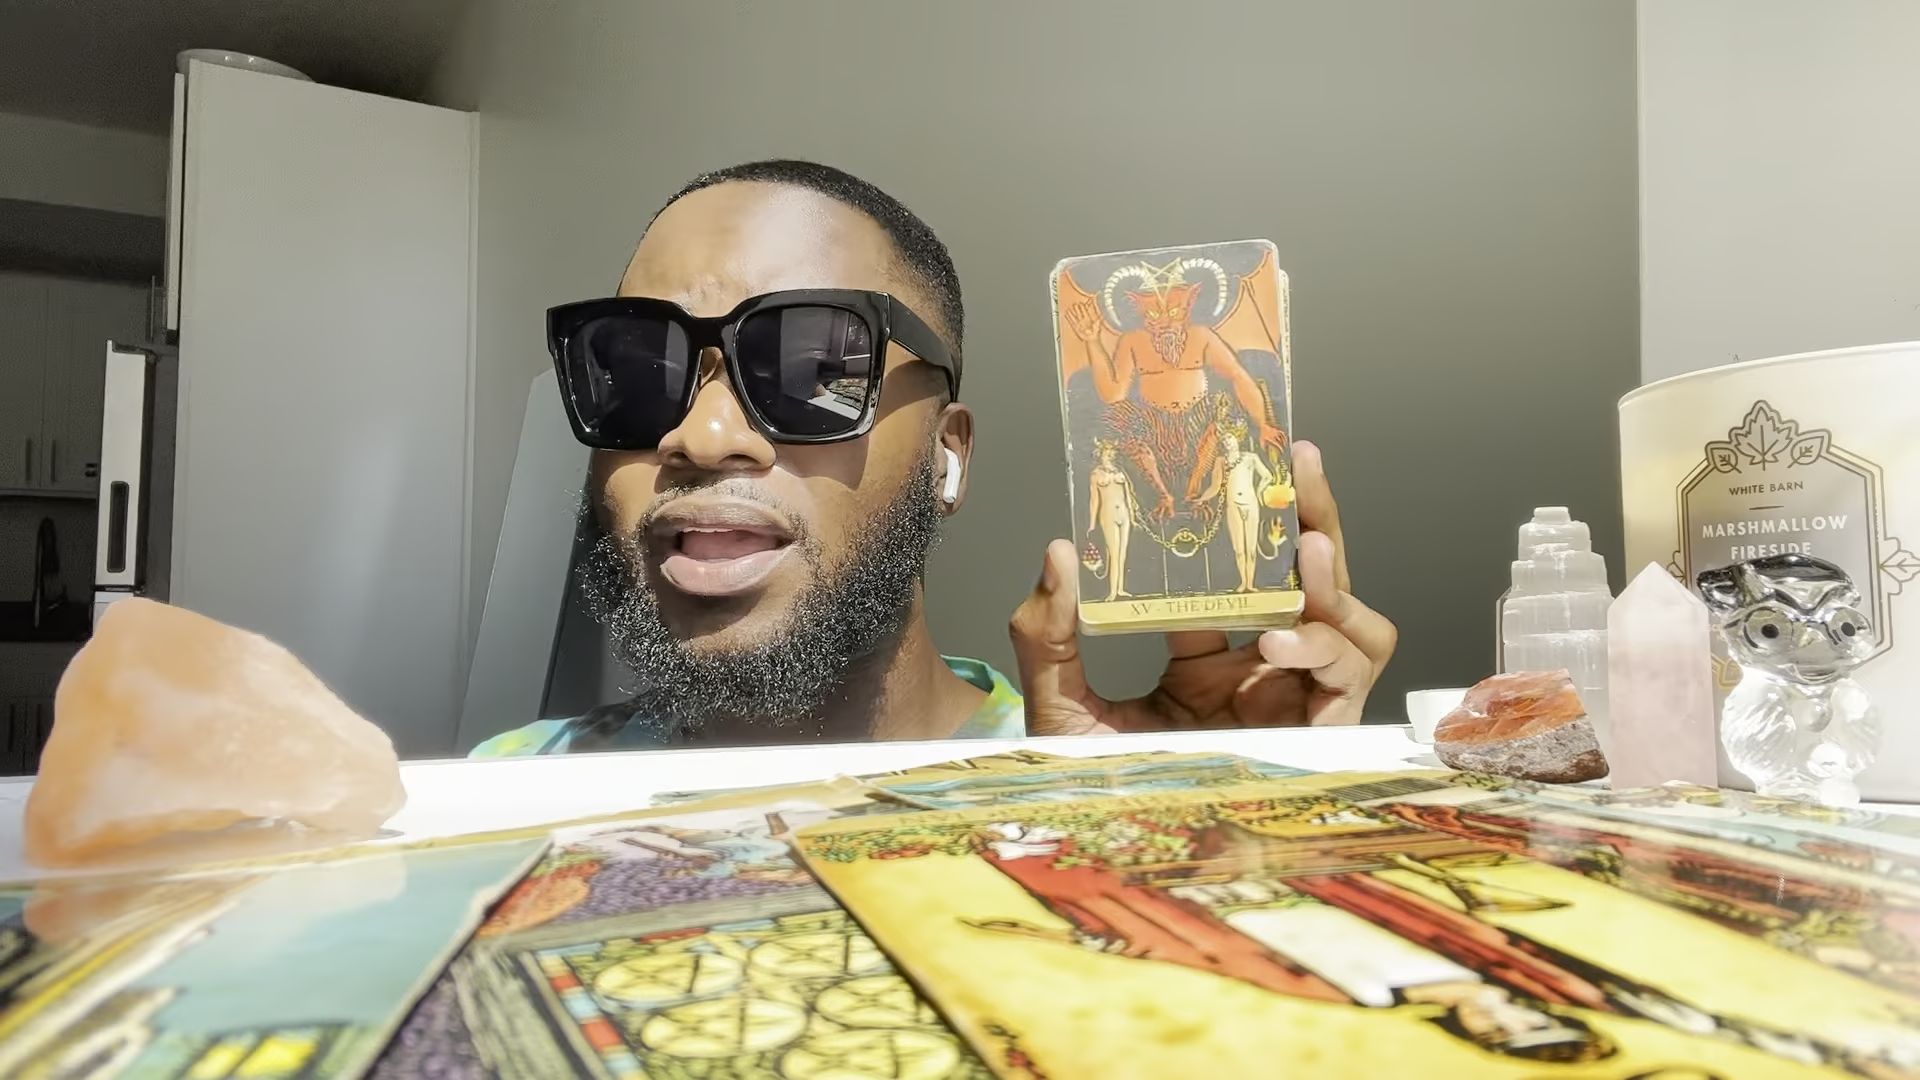 XV · THE DEVIL
WHITE BARN
MARSHMALLOW
FIRESIDE